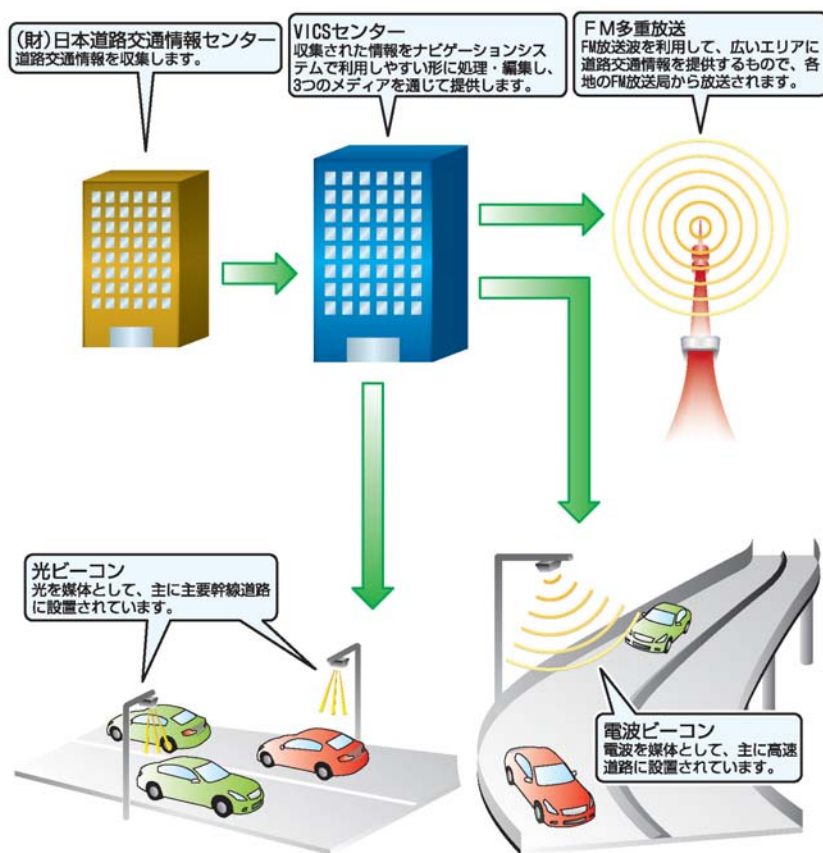 (財)日本道路交通情報センター
道路交通情報を収集します。
VICSセンター
収集された情報をナビゲーションシス
テムで利用しやすい形に処理・編集し、
3つのメディアを通じて提供します。
FM多重放送
FM放送波を利用して、広いエリアに
道路交通情報を提供するもので、各
地のFM放送局から放送されます。
光ビーコン
光を媒体として、主に主要幹線道路
に設置されています。
電波ビーコン
電波を媒体として、主に高速
道路に設置されています。